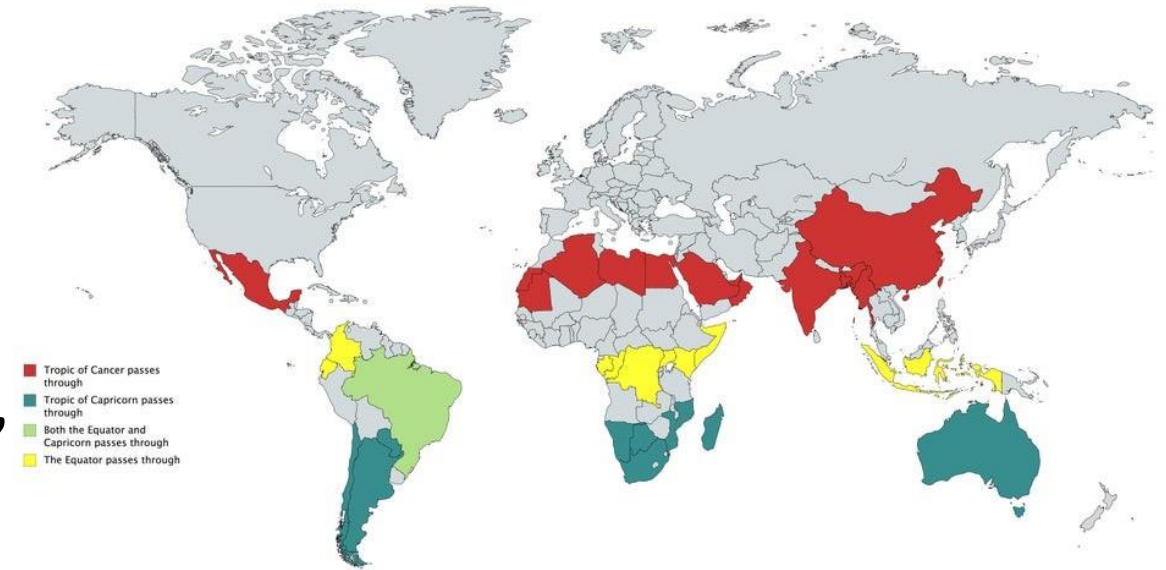 Tropic of Cancer passes
through
Tropic of Capricorn passes
through
Both the Equator and
Capricorn passes through
The Equator passes through